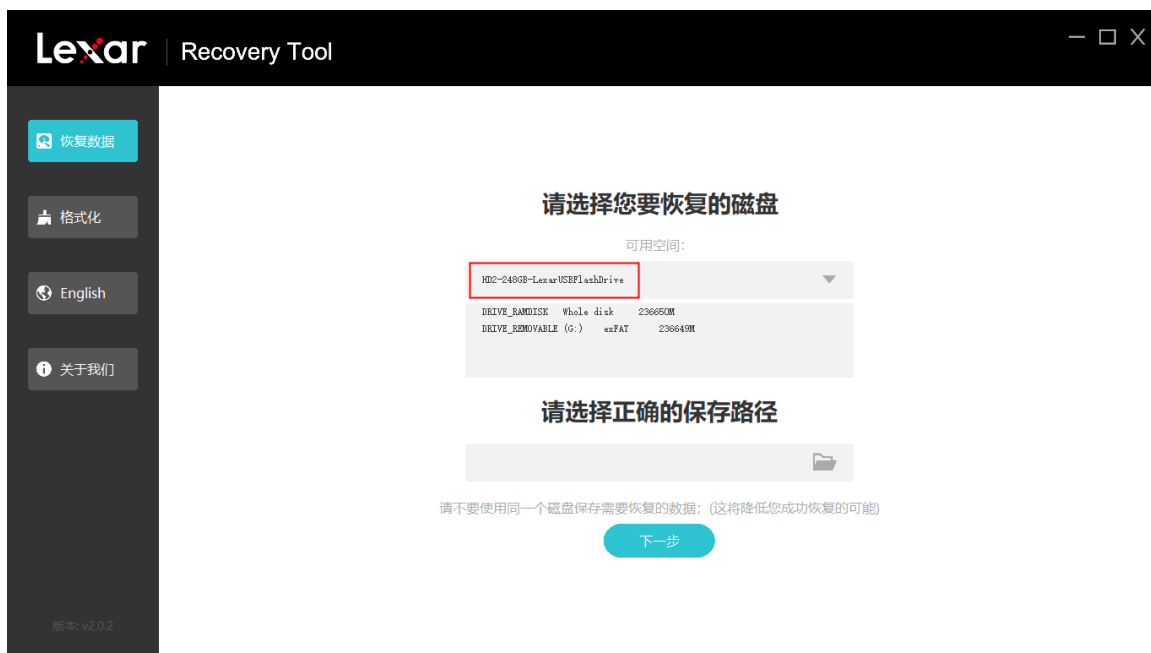 Lexar Recovery Tool
恢复数据
格式化
English
关于我们
版本: v2.0.2
请选择您要恢复的磁盘
可用空间:
HD2-248GB-LexarUSBFlashDrive
DRIVE_RAMDISK Whole disk 236650M
DRIVE_REMOVABLE (G:) exFAT 236649M
请选择正确的保存路径
请不要使用同一个磁盘保存需要恢复的数据; (这将降低您成功恢复的可能)
下一步